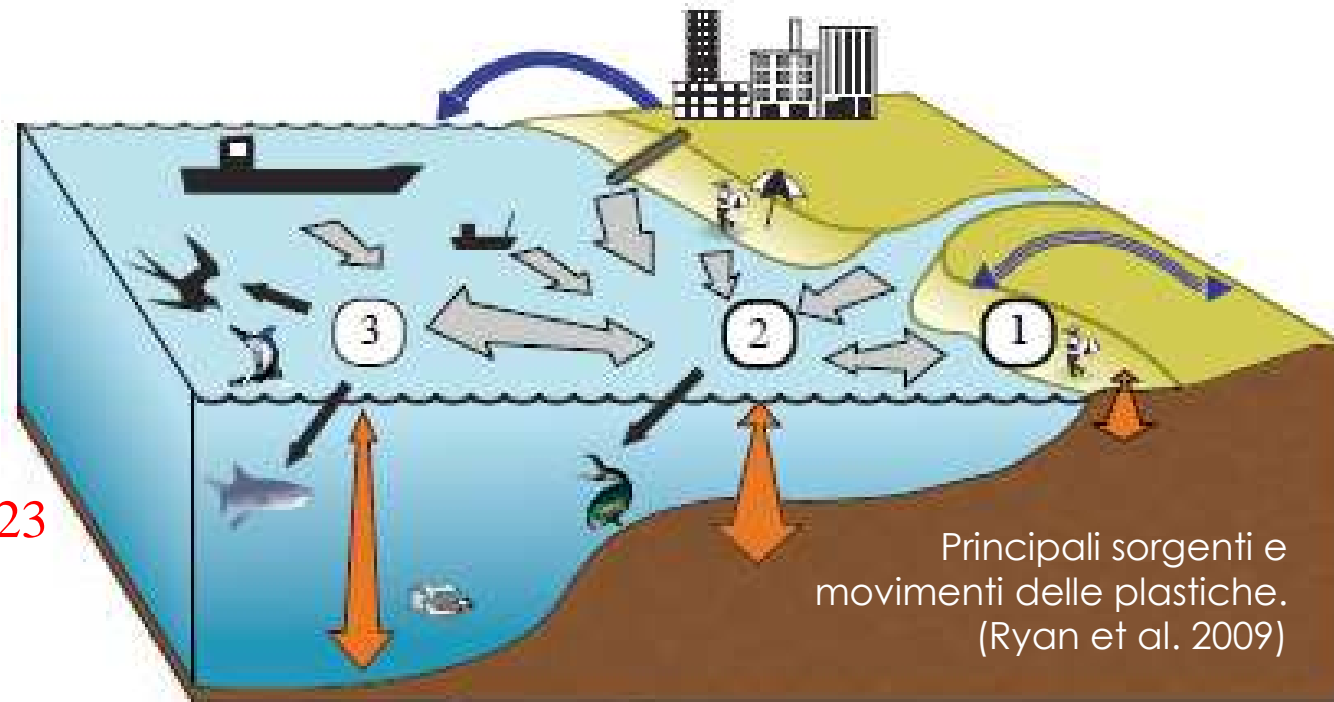 3
2
1
23
Principali sorgenti e
movimenti delle plastiche.
(Ryan et al. 2009)